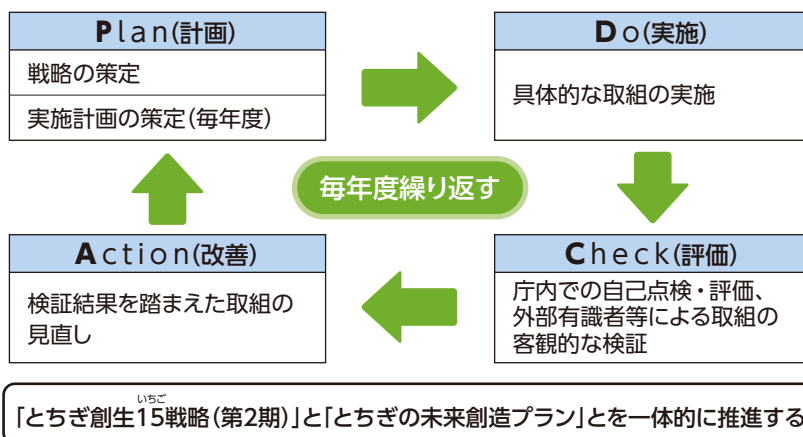 Plan(計画)
戦略の策定
実施計画の策定(毎年度)
Do(実施)
具体的な取組の実施
毎年度繰り返す
Action(改善)
検証結果を踏まえた取組の
見直し
Check(評価)
庁内での自己点検・評価、
外部有識者等による取組の
客観的な検証
いちご
「とちぎ創生15戦略(第2期)」と「とちぎの未来創造プラン」とを一体的に推進する